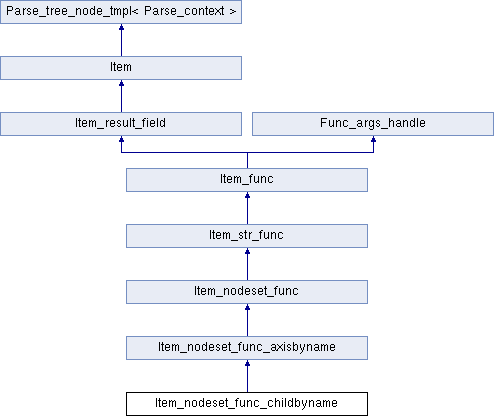 Parse_tree_node_tmpl< Parse_context >
Item
Item_result_field
Func_args_handle
Item_func
Item_str_func
Item_nodeset_func
Item_nodeset_func_axisbyname
Item_nodeset_func_childbyname